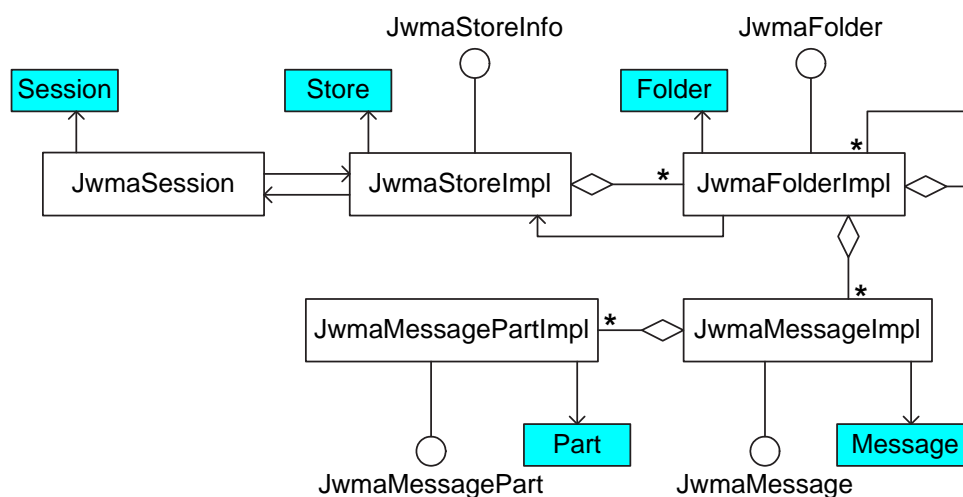 JwmaStoreInfo
JwmaFolder
Session
Store
Folder
*
JwmaSession
JwmaStoreImpl
*
JwmaFolderImpl
*
JwmaMessagePartImpl
*
JwmaMessageImpl
Part
Message
JwmaMessagePart
JwmaMessage